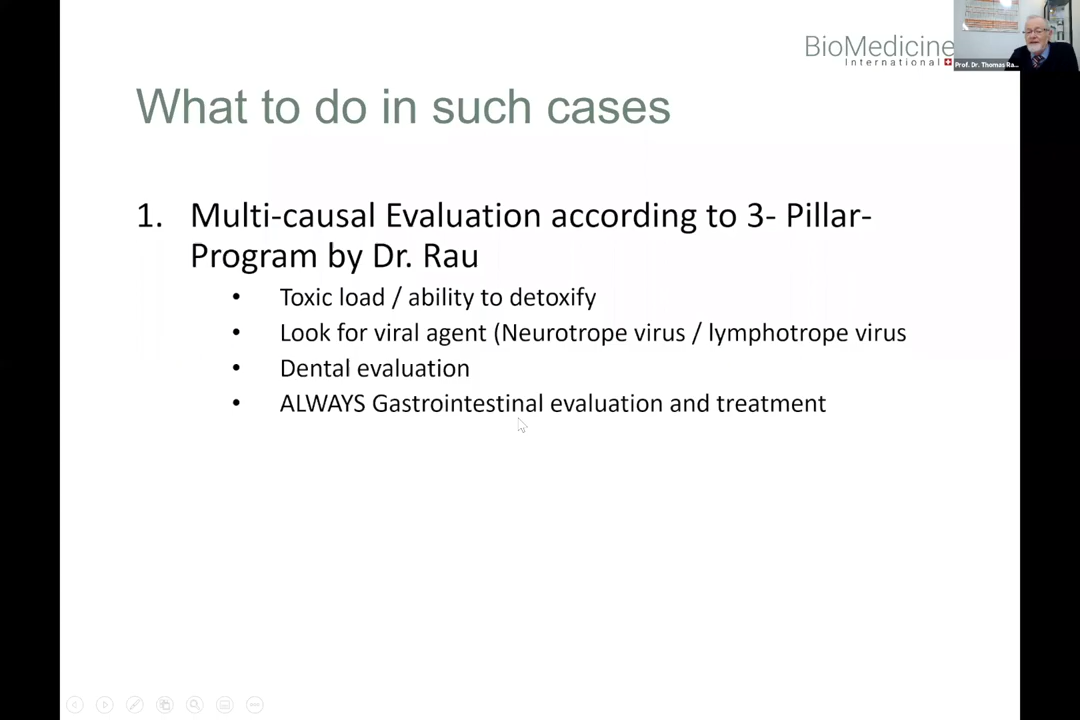 BioMedicine
International
Prof. Dr. Thomas Ra...
What to do in such cases
1. Multi-causal Evaluation according to 3- Pillar-
Program by Dr. Rau
• Toxic load / ability to detoxify
• Look for viral agent (Neurotrope virus / lymphotrope virus
• Dental evaluation
• ALWAYS Gastrointestinal evaluation and treatment